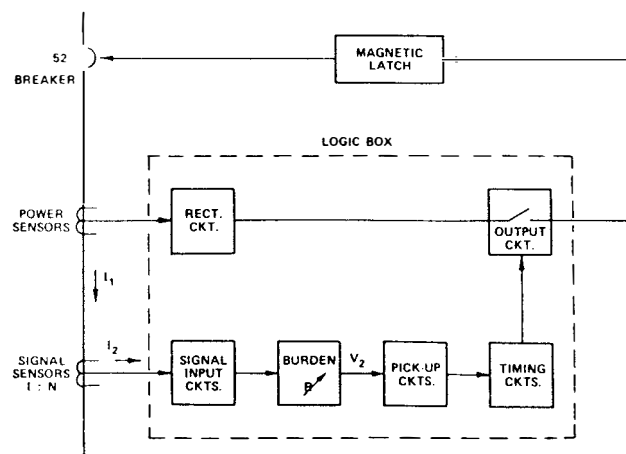 52
BREAKER
MAGNETIC
LATCH
LOGIC BOX
POWER
SENSORS
RECT.
CKT.
OUTPUT
CKT.
I₁
SIGNAL
SENSORS
I : N
I₂
SIGNAL
INPUT
CKTS.
BURDEN
R
V₂
PICK-UP
CKTS.
TIMING
CKTS.